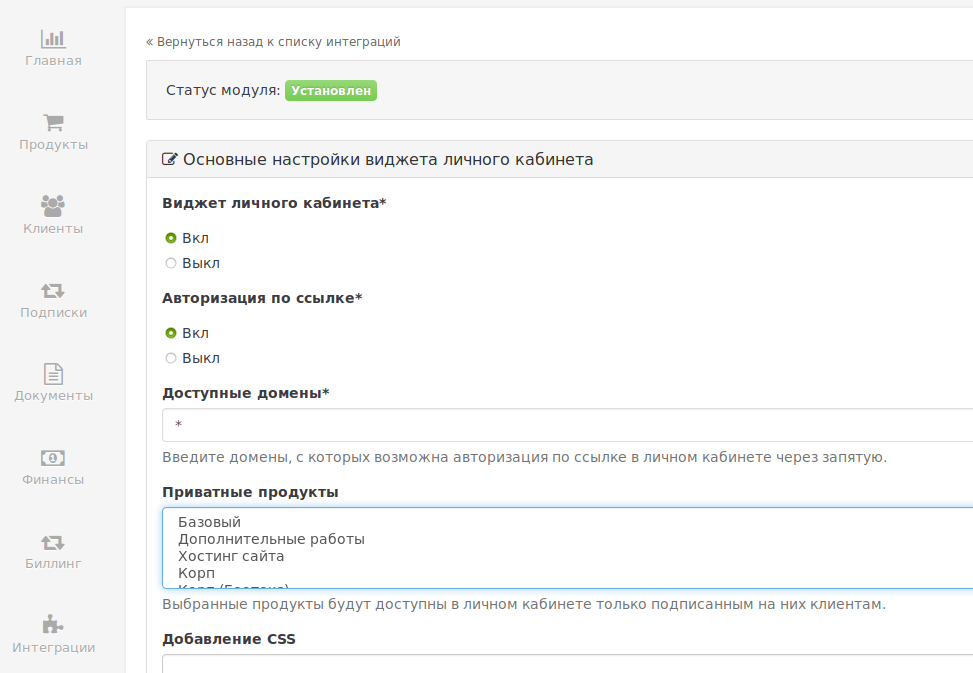 Главная
Продукты
Клиенты
Подписки
Документы
Финансы
Биллинг
Интеграции
« Вернуться назад к списку интеграций
Статус модуля: Установлен
Основные настройки виджета личного кабинета
Виджет личного кабинета*
Вкл
Выкл
Авторизация по ссылке*
Вкл
Выкл
Доступные домены*
*
Введите домены, с которых возможна авторизация по ссылке в личном кабинете через запятую.
Приватные продукты
Базовый
Дополнительные работы
Хостинг сайта
Корп
Выбранные продукты будут доступны в личном кабинете только подписанным на них клиентам.
Добавление CSS